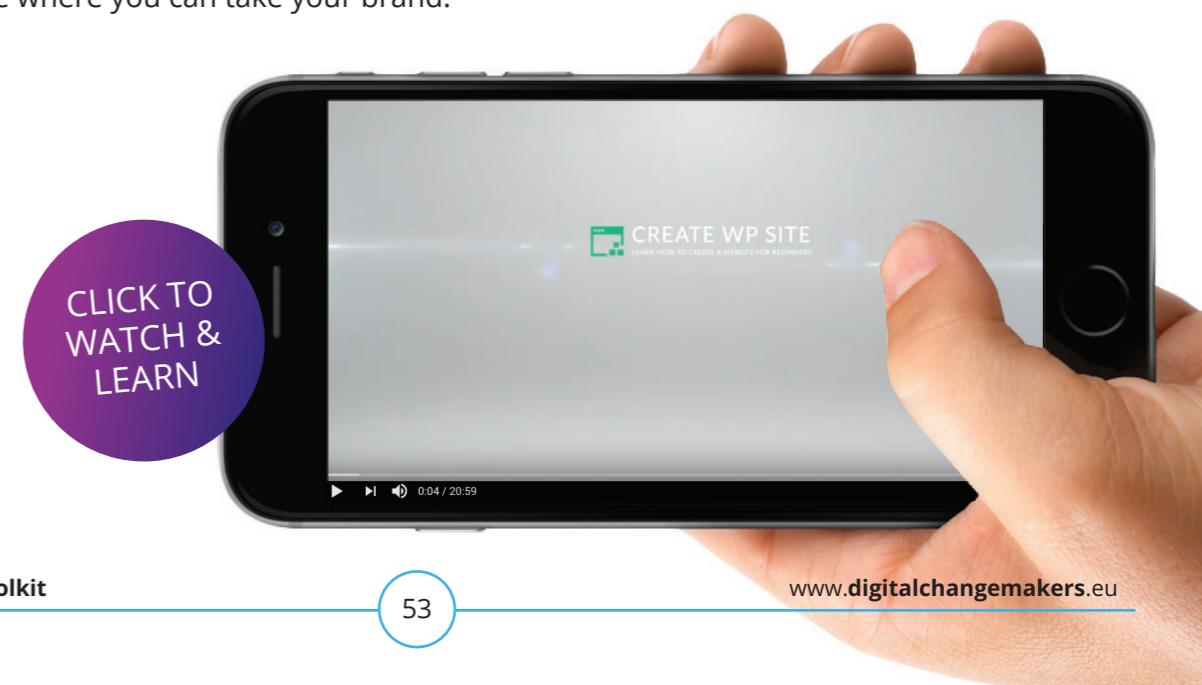 where you can take your brand.
CREATE WP SITE
LEARN HOW TO CREATE A WEBSITE FOR BEGINNERS
CLICK TO
WATCH &
LEARN
0:04 / 20:59
53
www.digitalchangemakers.eu